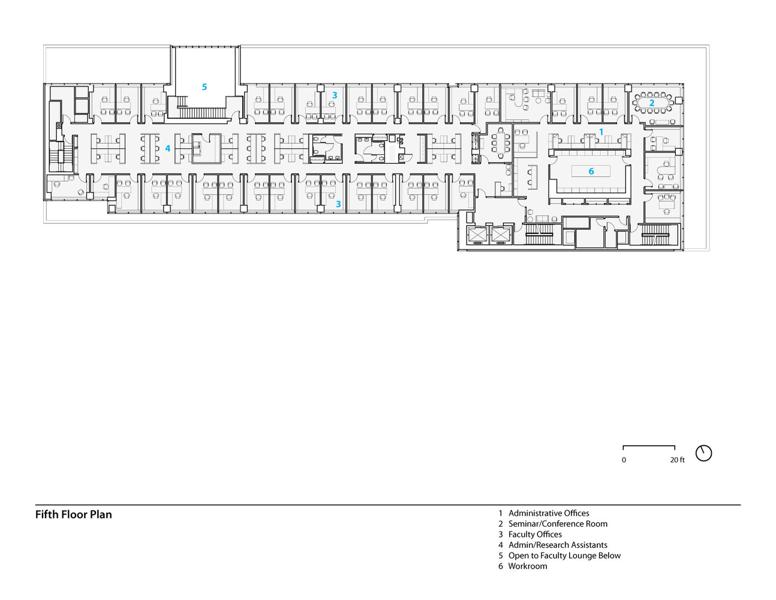 5
3
2
4
1
6
3
0 20 ft
Fifth Floor Plan
1 Administrative Offices
2 Seminar/Conference Room
3 Faculty Offices
4 Admin/Research Assistants
5 Open to Faculty Lounge Below
6 Workroom